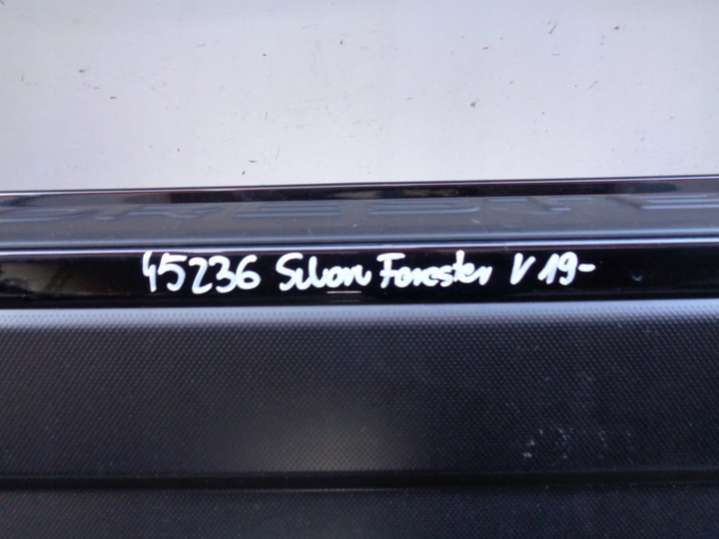 45236 Subaru Forester V 19-